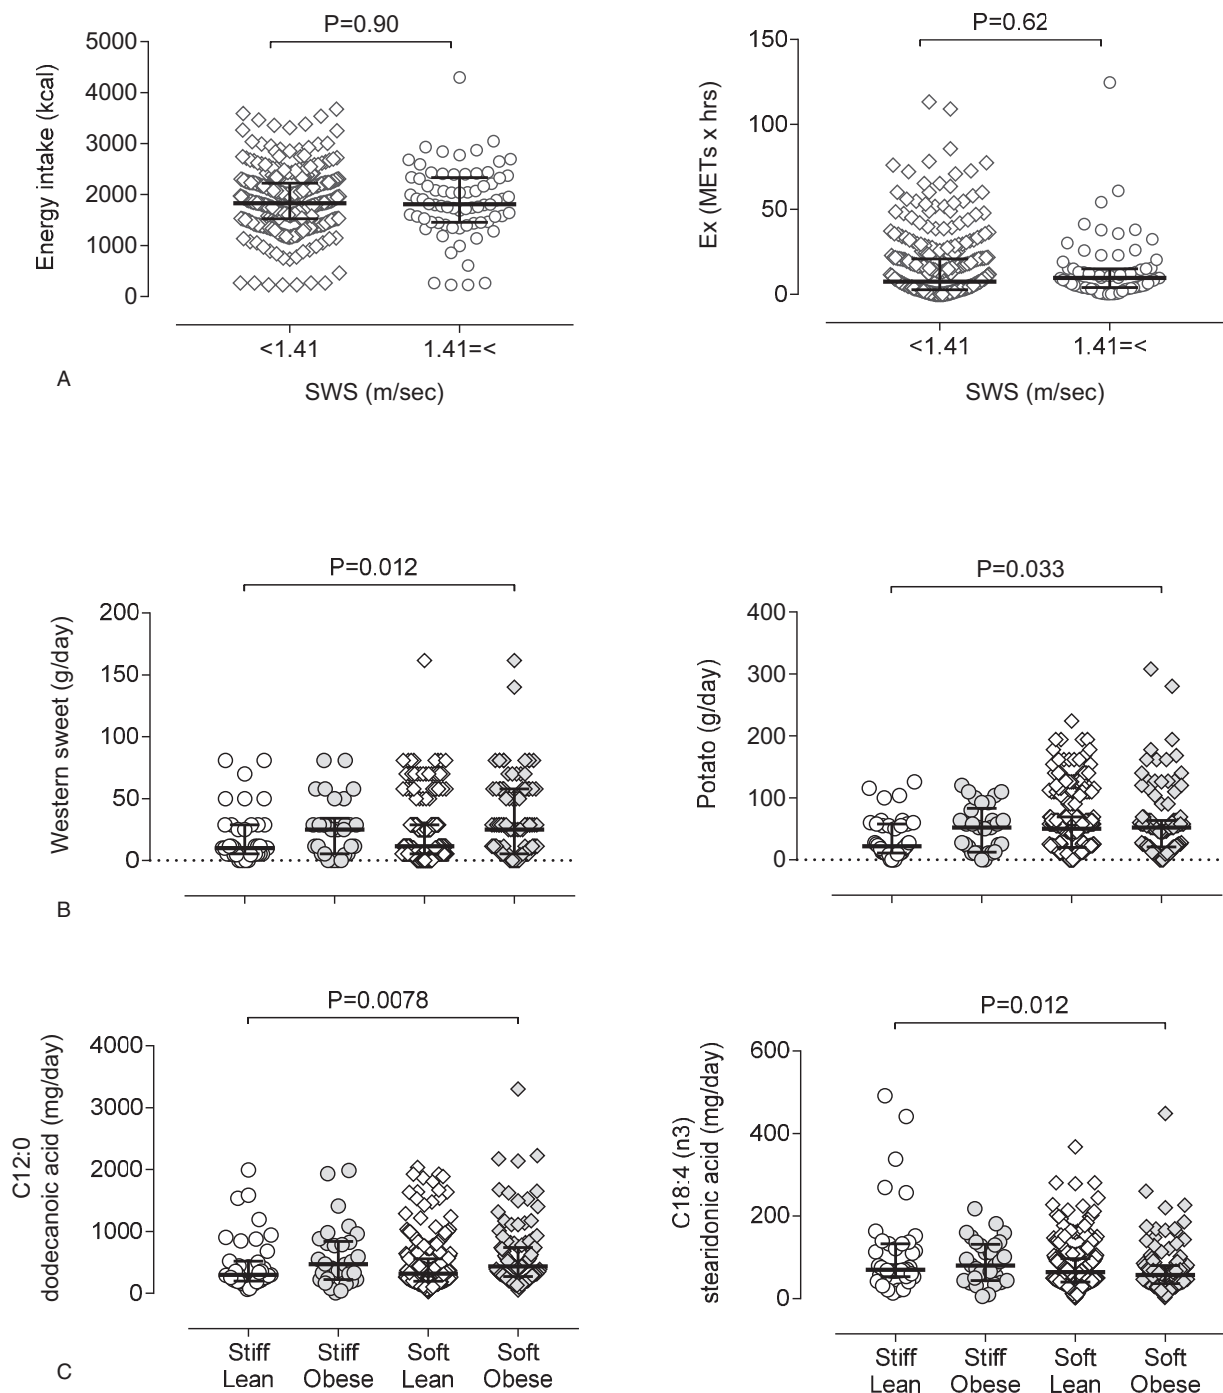 P=0.90
5000
4000
3000
2000
1000
0
Energy intake (kcal)
<1.41
1.41=<
SWS (m/sec)
P=0.62
150
100
50
0
Ex (METs x hrs)
<1.41
1.41=<
SWS (m/sec)
A
P=0.012
200
150
100
50
0
Western sweet (g/day)
P=0.033
400
300
200
100
0
Potato (g/day)
B
P=0.0078
4000
3000
2000
1000
0
C12:0
dodecanoic acid (mg/day)
Stiff
Lean
Stiff
Obese
Soft
Lean
Soft
Obese
P=0.012
600
400
200
0
C18:4 (n3)
stearidonic acid (mg/day)
Stiff
Lean
Stiff
Obese
Soft
Lean
Soft
Obese
C